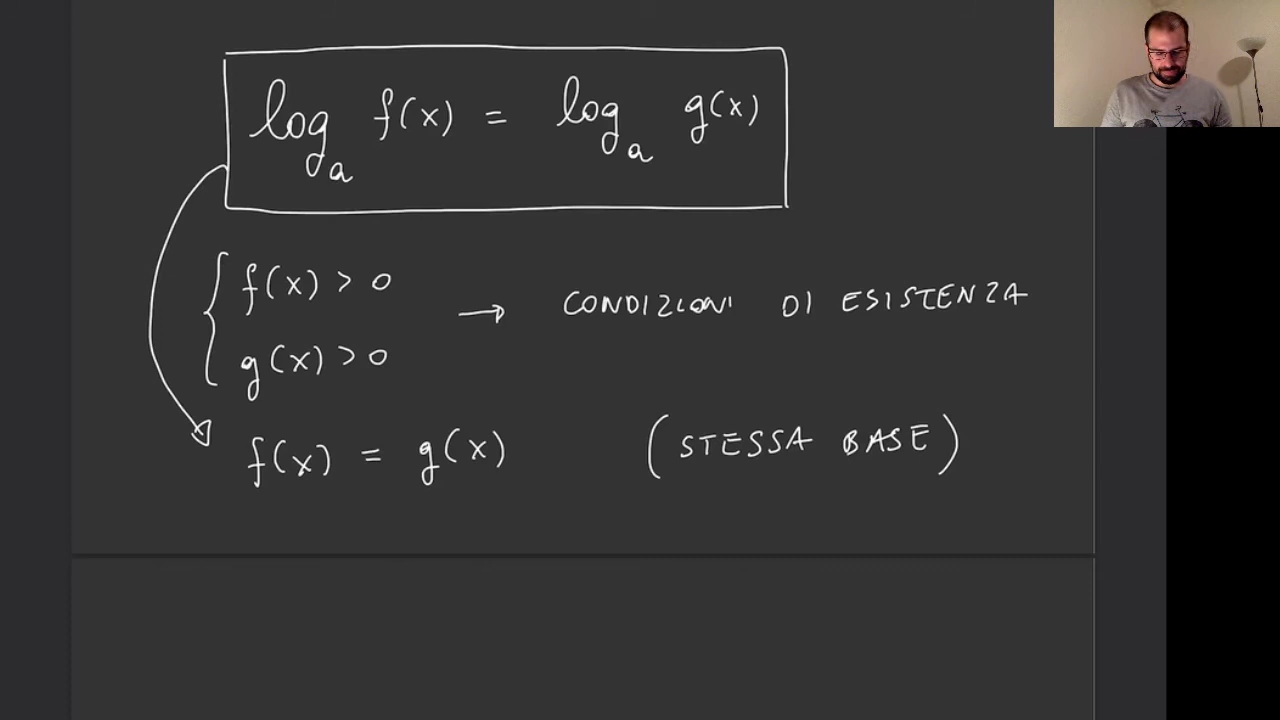 log_a f(x) = log_a g(x)
{ f(x) > 0
g(x) > 0
→ CONDIZIONI DI ESISTENZA
f(x) = g(x) (STESSA BASE)